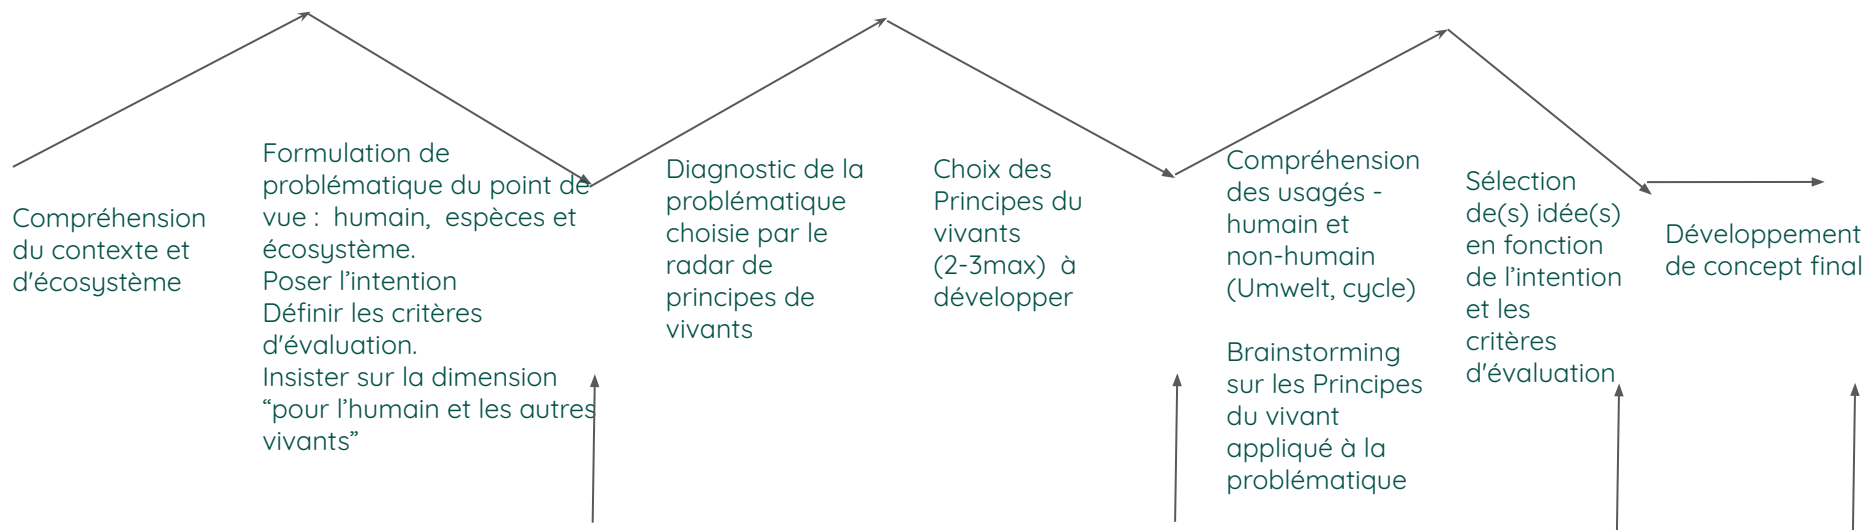 Compréhension
du contexte et
d'écosystème
Formulation de
problématique du point de
vue : humain, espèces et
écosystème.
Poser l’intention
Définir les critères
d'évaluation.
Insister sur la dimension
“pour l’humain et les autres
vivants”
Diagnostic de la
problématique
choisie par le
radar de
principes de
vivants
Choix des
Principes du
vivants
(2-3max) à
développer
Compréhension
des usagés -
humain et
non-humain
(Umwelt, cycle)
Brainstorming
sur les Principes
du vivant
appliqué à la
problématique
Sélection
de(s) idée(s)
en fonction
de l’intention
et les
critères
d'évaluation
Développement
de concept final